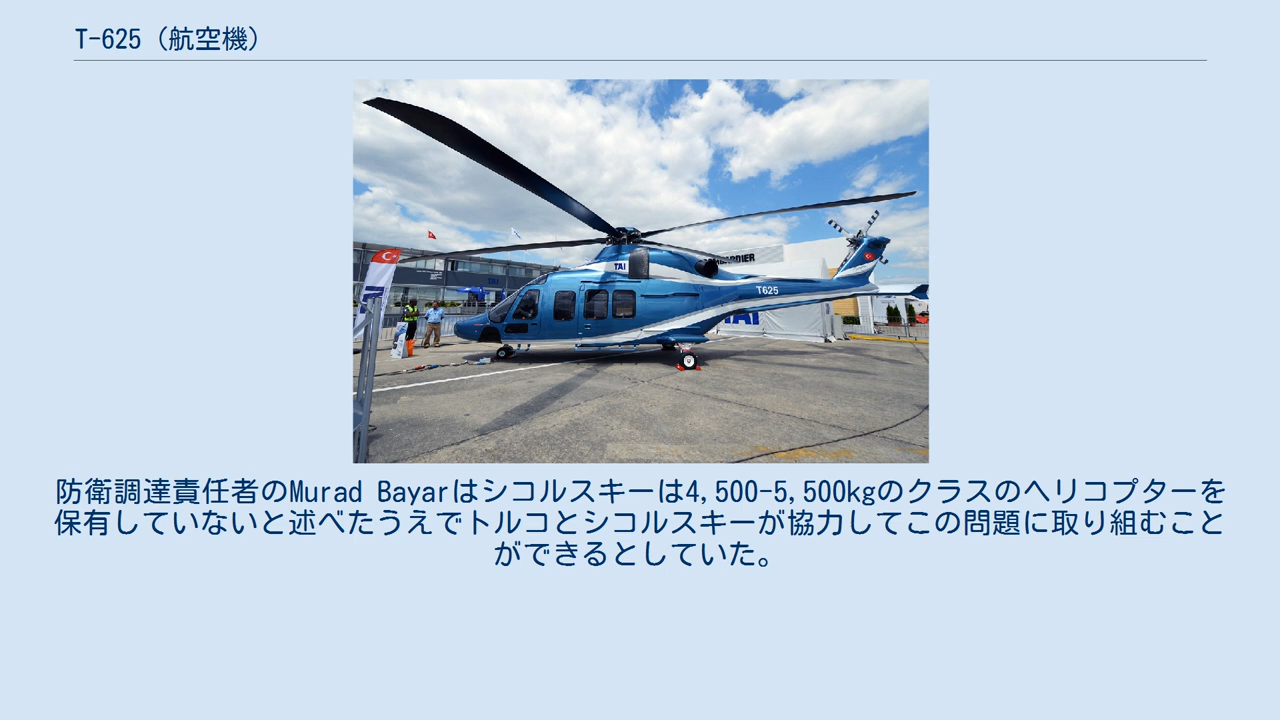 T-625（航空機）
BARDIER
TAI
TAI
T625
TAI
防衛調達責任者のMurad Bayarはシコルスキーは4,500-5,500kgのクラスのヘリコプターを
保有していないと述べたうえでトルコとシコルスキーが協力してこの問題に取り組むこと
ができるとしていた。